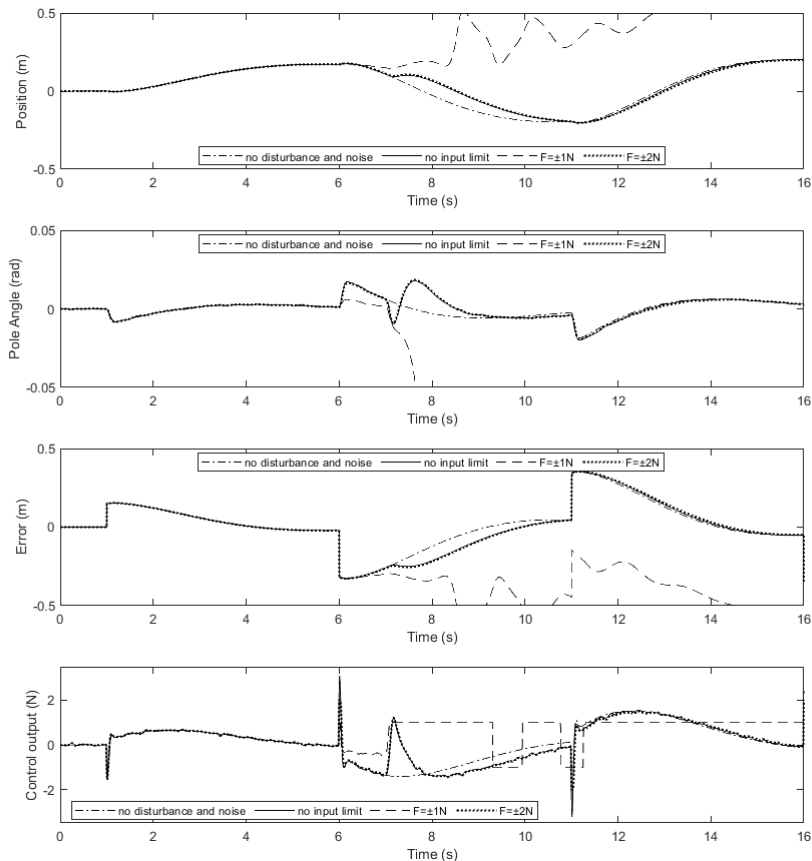 0.5
Position (m)
0
-0.5
no disturbance and noise no input limit F=±1N F=±2N
0 2 4 6 8 10 12 14 16
Time (s)
0.05
Pole Angle (rad)
0
-0.05
no disturbance and noise no input limit F=±1N F=±2N
0 2 4 6 8 10 12 14 16
Time (s)
0.5
Error (m)
0
-0.5
no disturbance and noise no input limit F=±1N F=±2N
0 2 4 6 8 10 12 14 16
Time (s)
Control output (N)
2
0
-2
no disturbance and noise no input limit F=±1N F=±2N
0 2 4 6 8 10 12 14 16
Time (s)